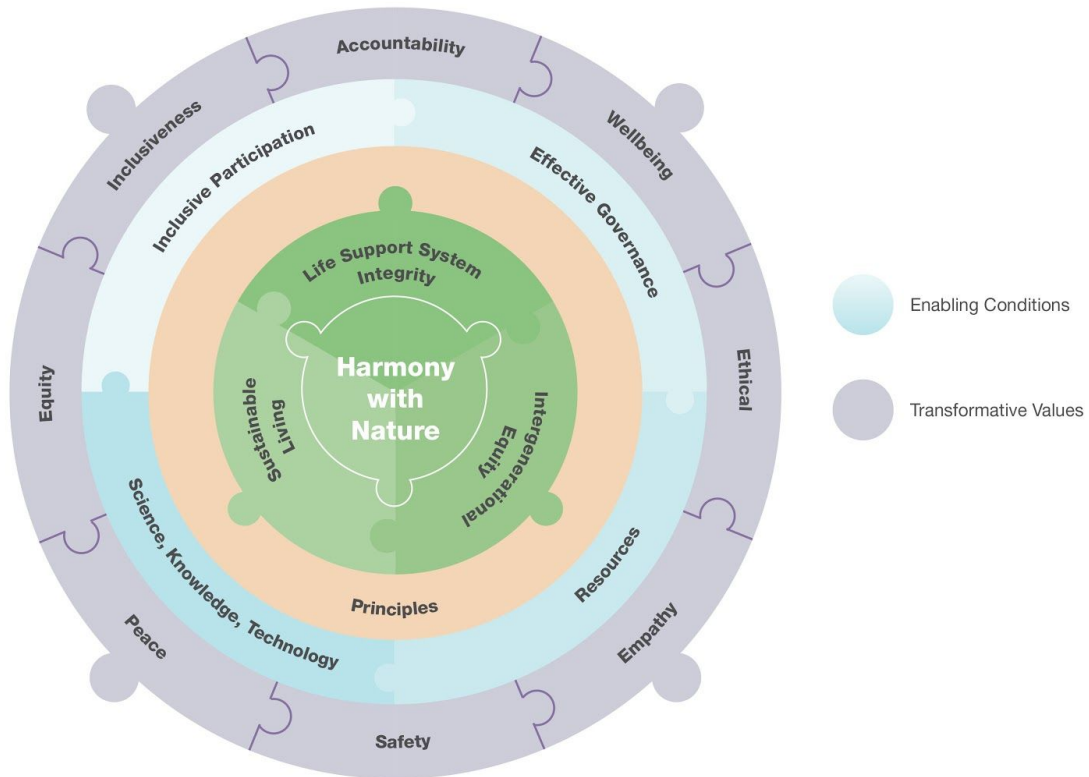 Accountability
Wellbeing
Ethical
Empathy
Safety
Peace
Equity
Inclusiveness
Inclusive Participation
Effective Governance
Resources
Science, Knowledge, Technology
Principles
Life Support System
Integrity
Intergenerational
Equity
Sustainable
Living
Harmony
with
Nature
Enabling Conditions
Transformative Values